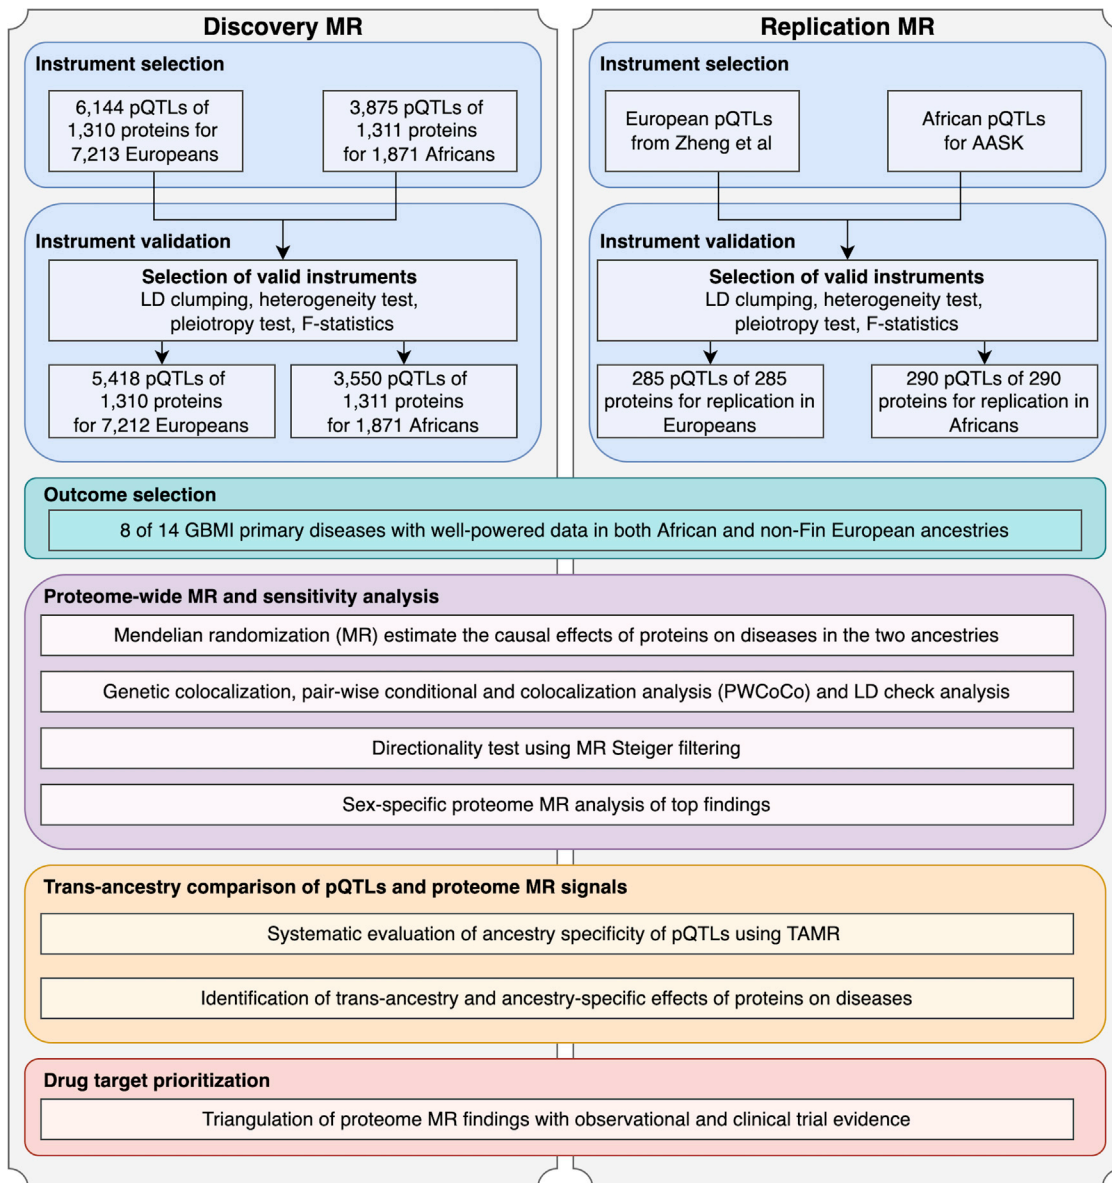 Discovery MR
Instrument selection
6,144 pQTLs of
1,310 proteins for
7,213 Europeans
3,875 pQTLs of
1,311 proteins
for 1,871 Africans
Instrument validation
Selection of valid instruments
LD clumping, heterogeneity test,
pleiotropy test, F-statistics
5,418 pQTLs of
1,310 proteins
for 7,212 Europeans
3,550 pQTLs of
1,311 proteins
for 1,871 Africans
Replication MR
Instrument selection
European pQTLs
from Zheng et al
African pQTLs
for AASK
Instrument validation
Selection of valid instruments
LD clumping, heterogeneity test,
pleiotropy test, F-statistics
285 pQTLs of 285
proteins for replication in
Europeans
290 pQTLs of 290
proteins for replication in
Africans
Outcome selection
8 of 14 GBMI primary diseases with well-powered data in both African and non-Fin European ancestries
Proteome-wide MR and sensitivity analysis
Mendelian randomization (MR) estimate the causal effects of proteins on diseases in the two ancestries
Genetic colocalization, pair-wise conditional and colocalization analysis (PWCoCo) and LD check analysis
Directionality test using MR Steiger filtering
Sex-specific proteome MR analysis of top findings
Trans-ancestry comparison of pQTLs and proteome MR signals
Systematic evaluation of ancestry specificity of pQTLs using TAMR
Identification of trans-ancestry and ancestry-specific effects of proteins on diseases
Drug target prioritization
Triangulation of proteome MR findings with observational and clinical trial evidence